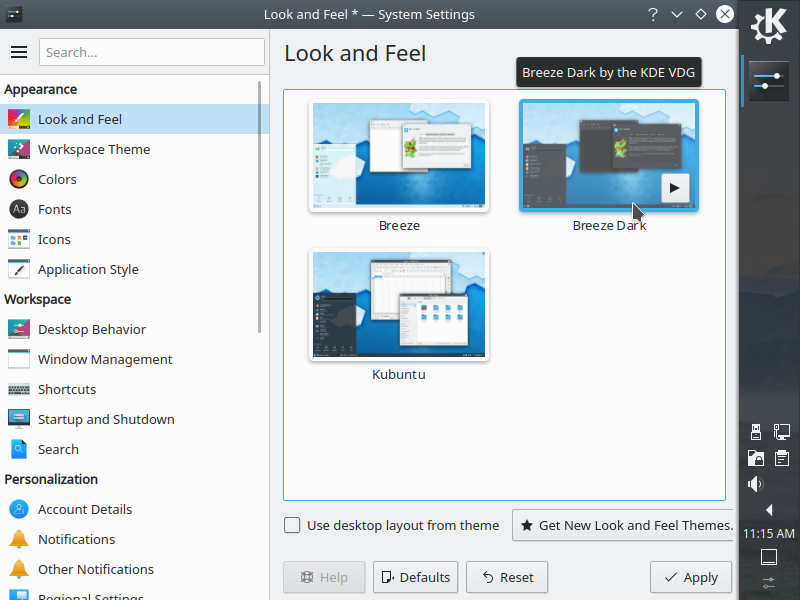 Look and Feel * — System Settings
Search...
Look and Feel
Breeze Dark by the KDE VDG
Appearance
Look and Feel
Workspace Theme
Colors
Aa
Fonts
Icons
Application Style
Workspace
Desktop Behavior
Window Management
Shortcuts
Startup and Shutdown
Search
Personalization
Account Details
Notifications
Other Notifications
Regional Settings
Breeze
Breeze Dark
Kubuntu
Use desktop layout from theme
Get New Look and Feel Themes.
Help
Defaults
Reset
Apply
11:15 AM